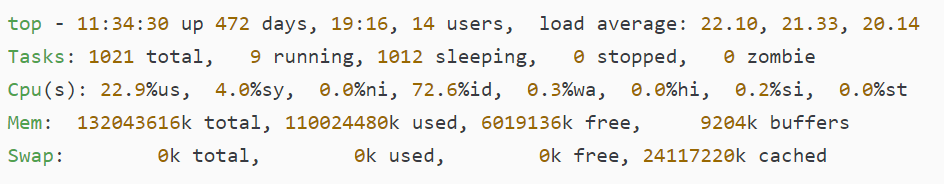 top - 11:34:30 up 472 days, 19:16, 14 users,  load average: 22.10, 21.33, 20.14
Tasks: 1021 total,   9 running, 1012 sleeping,   0 stopped,   0 zombie
Cpu(s): 22.9%us,  4.0%sy,  0.0%ni, 72.6%id,  0.3%wa,  0.0%hi,  0.2%si,  0.0%st
Mem:  132043616k total, 110024480k used, 6019136k free,     9204k buffers
Swap:        0k total,        0k used,        0k free, 24117220k cached